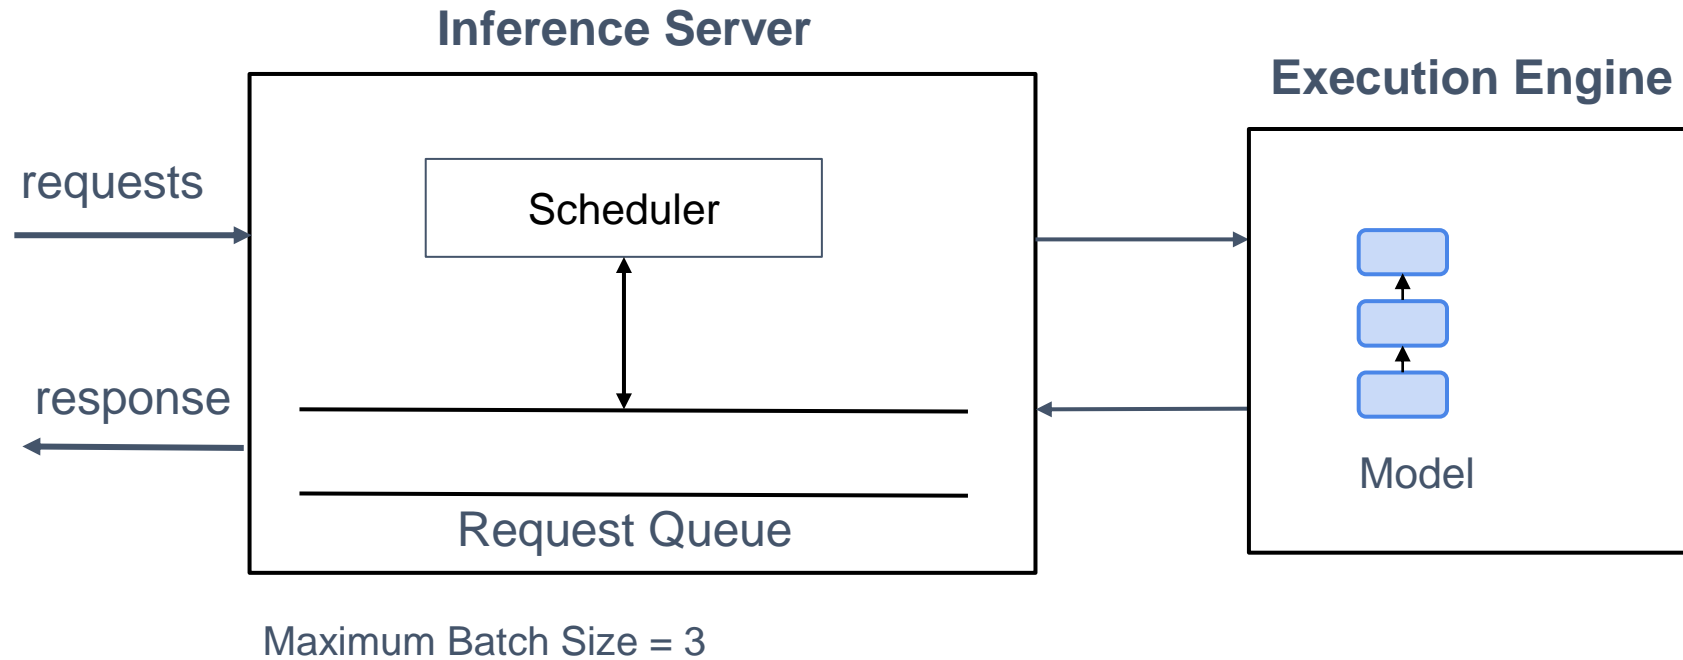 Inference Server
Execution Engine
requests
Scheduler
response
Model
Request Queue
Maximum Batch Size = 3